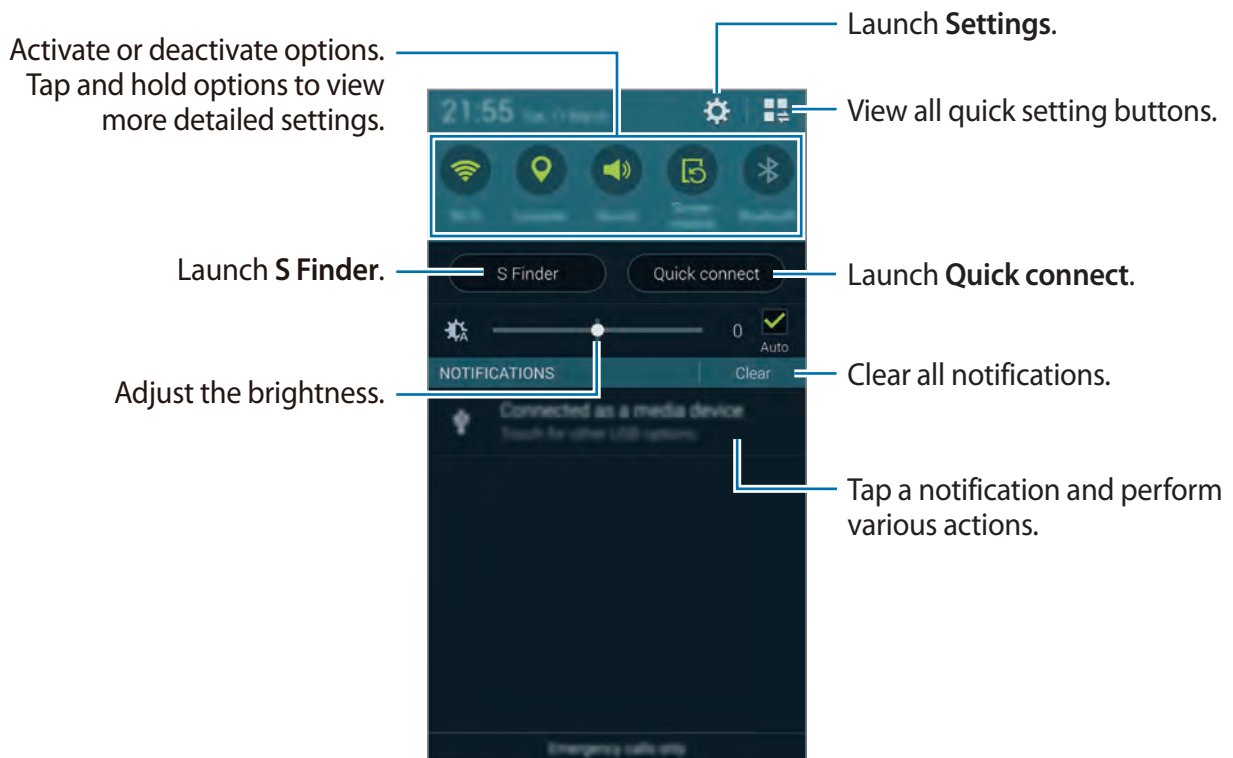 Launch Settings.
Activate or deactivate options.
Tap and hold options to view
more detailed settings.
View all quick setting buttons.
21:55
S Finder
Quick connect
Launch S Finder.
Launch Quick connect.
0
Auto
NOTIFICATIONS
Clear
Clear all notifications.
Adjust the brightness.
Connected as a media device
Touch for other USB options
Tap a notification and perform
various actions.
Emergency calls only